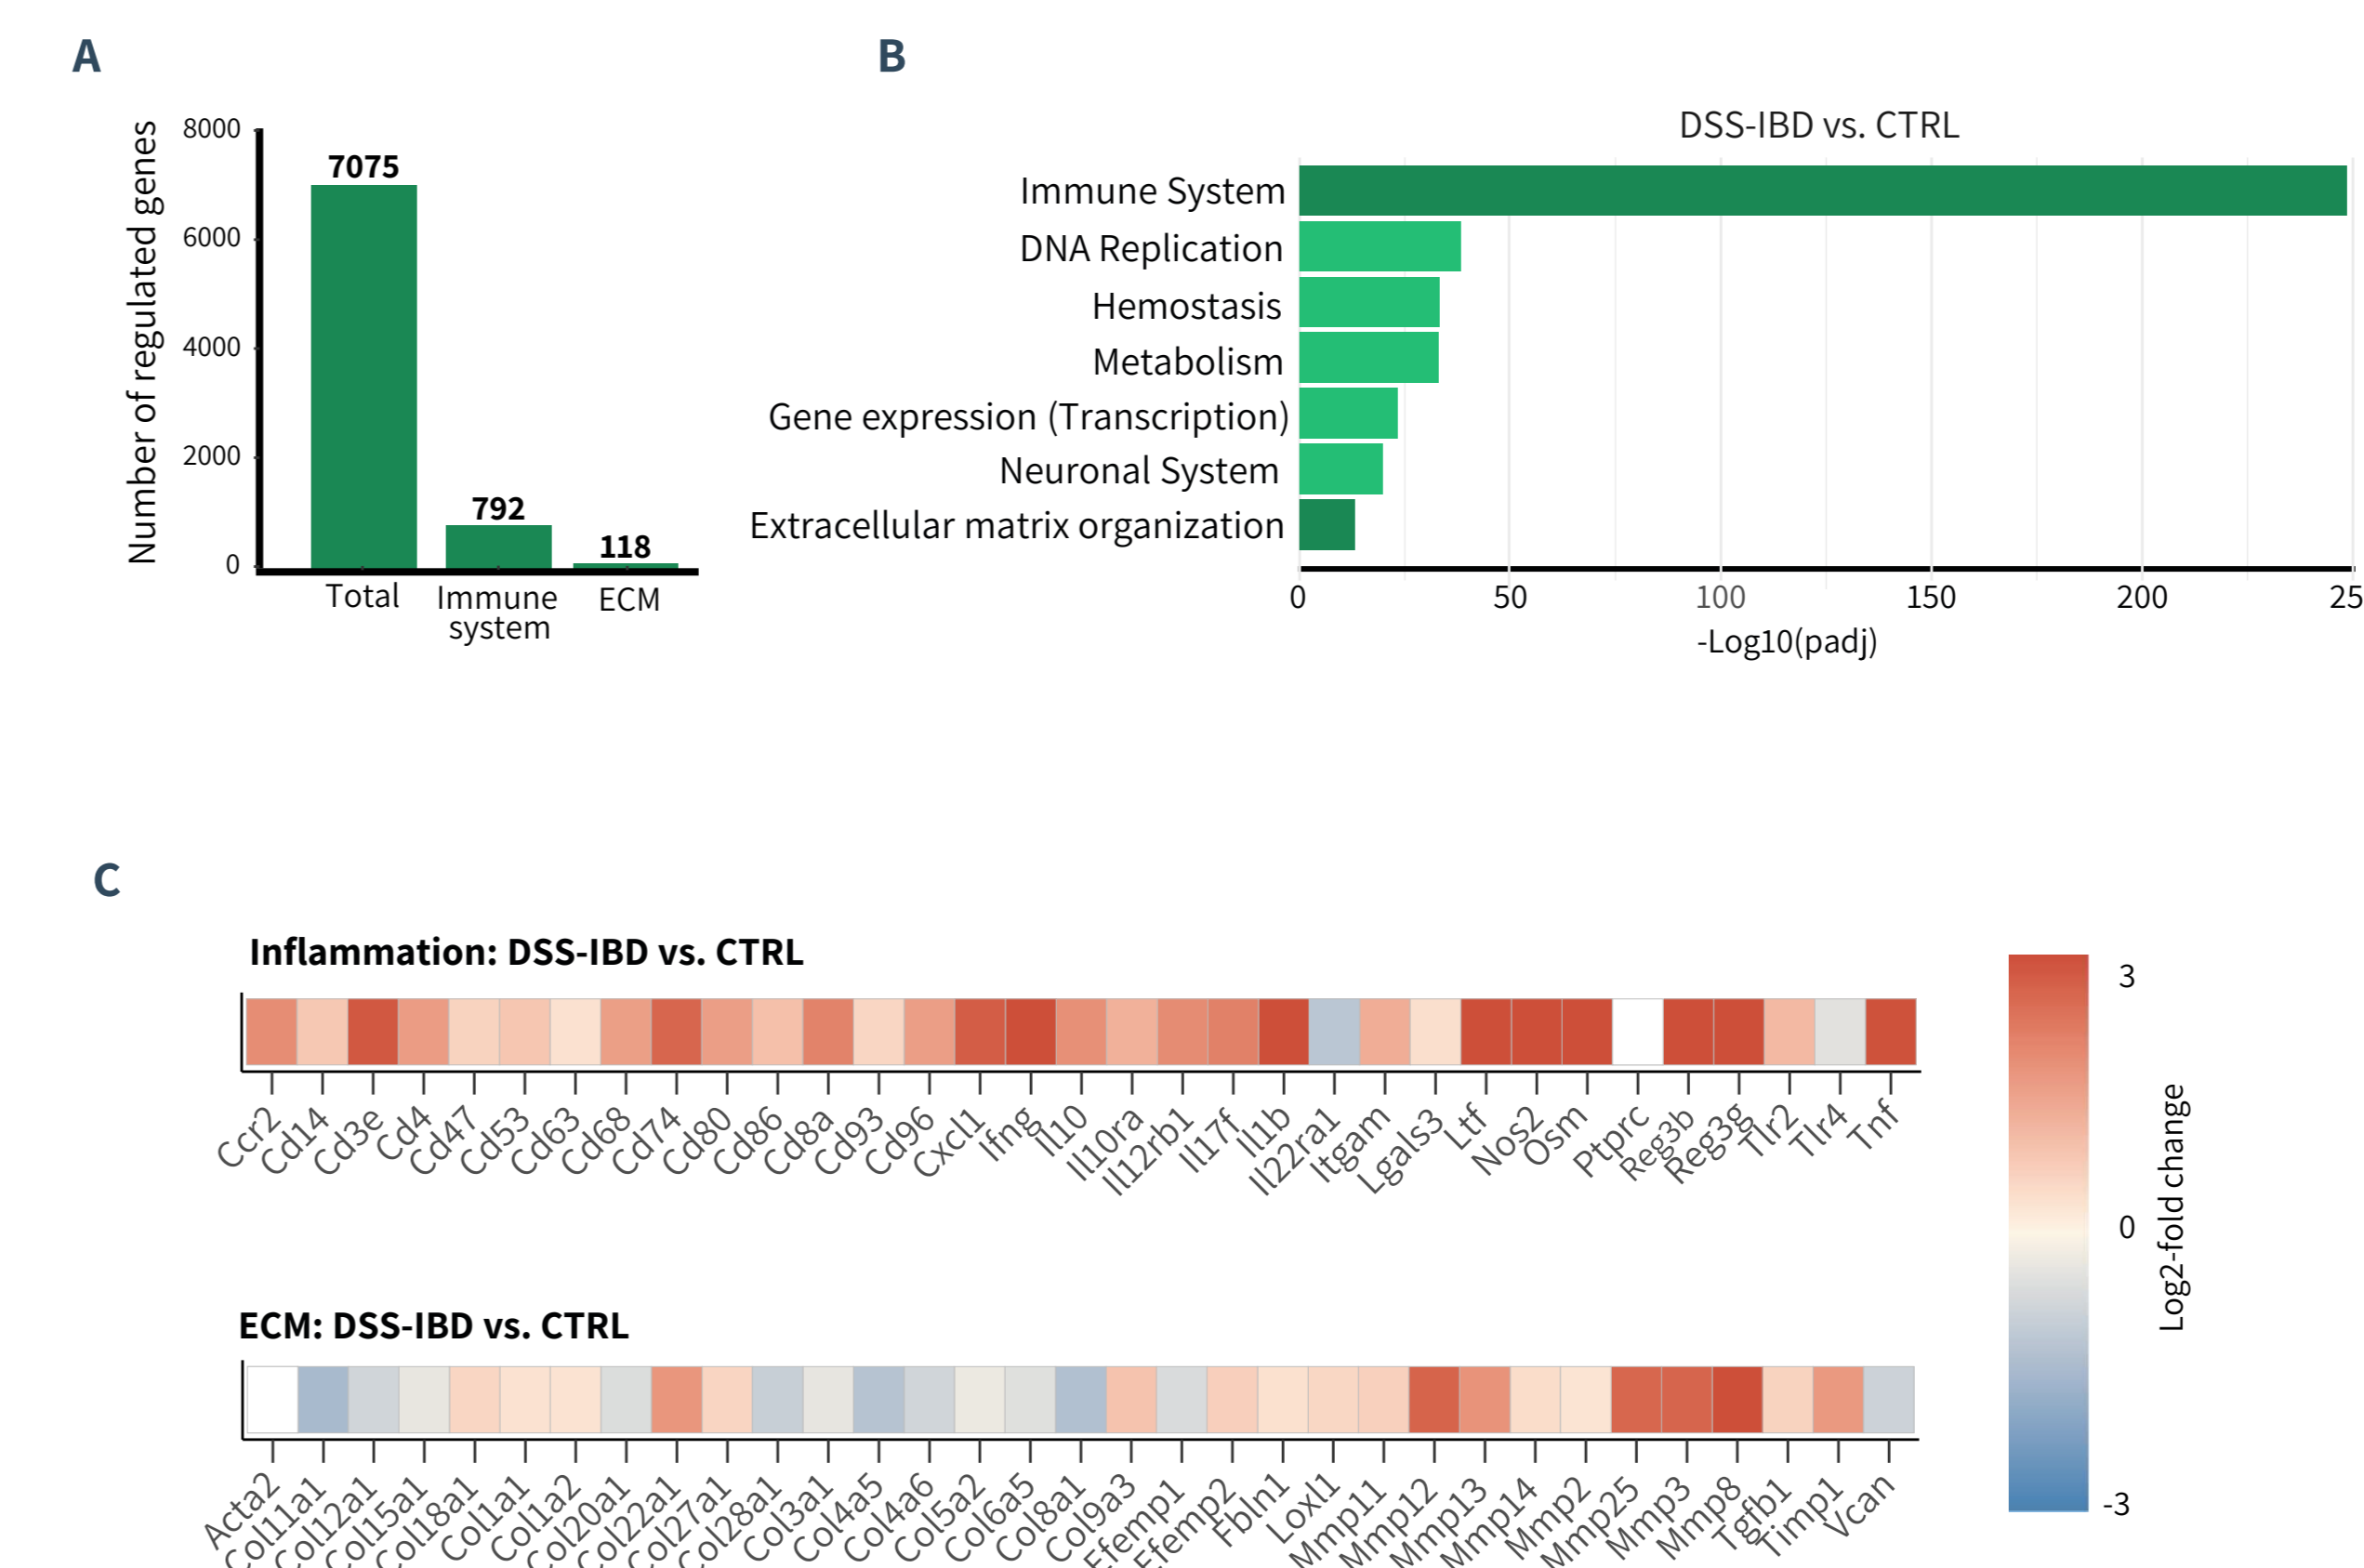 A
B
Number of regulated genes
8000
6000
4000
2000
0
7075
792
118
Total
Immune
system
ECM
DSS-IBD vs. CTRL
Immune System
DNA Replication
Hemostasis
Metabolism
Gene expression (Transcription)
Neuronal System
Extracellular matrix organization
0
50
100
150
200
25
-Log10(padj)
C
Inflammation: DSS-IBD vs. CTRL
Ccr2
Cd14
Cd3e
Cd4
Cd47
Cd53
Cd63
Cd68
Cd74
Cd80
Cd86
Cd8a
Cd93
Cd96
Cxcl1
Ifng
Il10
Il10ra
Il12rb1
Il17f
Il1b
Il22ra1
Itgam
Lgals3
Ltf
Nos2
Osm
Ptprc
Reg3b
Reg3g
Tlr2
Tlr4
Tnf
ECM: DSS-IBD vs. CTRL
Acta2
Col11a1
Col12a1
Col15a1
Col18a1
Col1a1
Col1a2
Col20a1
Col22a1
Col27a1
Col28a1
Col3a1
Col4a5
Col4a6
Col5a2
Col6a5
Col8a1
Col9a3
Efemp1
Efemp2
Fbln1
Loxl1
Mmp11
Mmp12
Mmp13
Mmp14
Mmp2
Mmp25
Mmp3
Mmp8
Tgfb1
Timp1
Vcan
3
0
-3
Log2-fold change